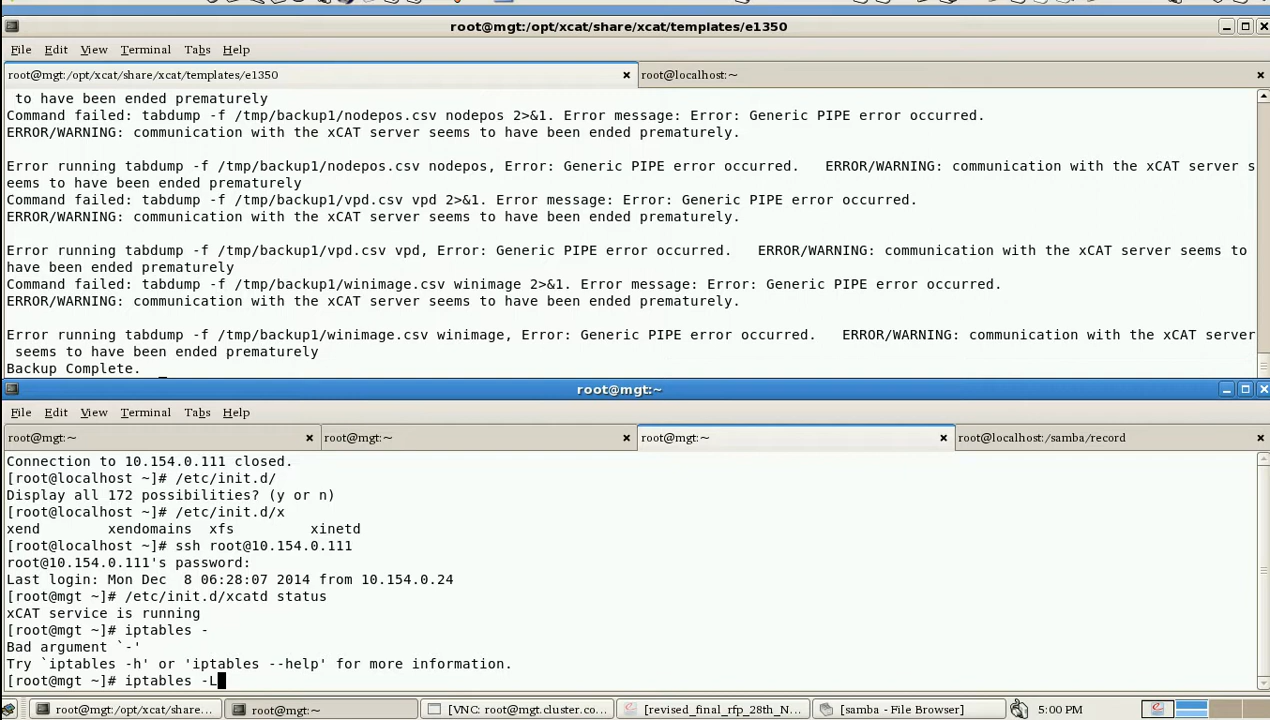 root@mgt:/opt/xcat/share/xcat/templates/e1350
File Edit View Terminal Tabs Help
root@mgt:/opt/xcat/share/xcat/templates/e1350 root@localhost:~
to have been ended prematurely
Command failed: tabdump -f /tmp/backup1/nodepos.csv nodepos 2>&1. Error message: Error: Generic PIPE error occurred.
ERROR/WARNING: communication with the xCAT server seems to have been ended prematurely.
Error running tabdump -f /tmp/backup1/nodepos.csv nodepos, Error: Generic PIPE error occurred.   ERROR/WARNING: communication with the xCAT server s
eems to have been ended prematurely
Command failed: tabdump -f /tmp/backup1/vpd.csv vpd 2>&1. Error message: Error: Generic PIPE error occurred.
ERROR/WARNING: communication with the xCAT server seems to have been ended prematurely.
Error running tabdump -f /tmp/backup1/vpd.csv vpd, Error: Generic PIPE error occurred.   ERROR/WARNING: communication with the xCAT server seems to
have been ended prematurely
Command failed: tabdump -f /tmp/backup1/winimage.csv winimage 2>&1. Error message: Error: Generic PIPE error occurred.
ERROR/WARNING: communication with the xCAT server seems to have been ended prematurely.
Error running tabdump -f /tmp/backup1/winimage.csv winimage, Error: Generic PIPE error occurred.   ERROR/WARNING: communication with the xCAT server
seems to have been ended prematurely
Backup Complete.
root@mgt:~
File Edit View Terminal Tabs Help
root@mgt:~ root@mgt:~ root@mgt:~ root@localhost:/samba/record
Connection to 10.154.0.111 closed.
[root@localhost ~]# /etc/init.d/
Display all 172 possibilities? (y or n)
[root@localhost ~]# /etc/init.d/x
xend        xendomains  xfs         xinetd
[root@localhost ~]# ssh root@10.154.0.111
root@10.154.0.111's password:
Last login: Mon Dec  8 06:28:07 2014 from 10.154.0.24
[root@mgt ~]# /etc/init.d/xcatd status
xCAT service is running
[root@mgt ~]# iptables -
Bad argument `-'
Try `iptables -h' or 'iptables --help' for more information.
[root@mgt ~]# iptables -L
root@mgt:/opt/xcat/share... root@mgt:~ [VNC: root@mgt.cluster.co... [revised_final_rfp_28th_N... [samba - File Browser] 5:00 PM